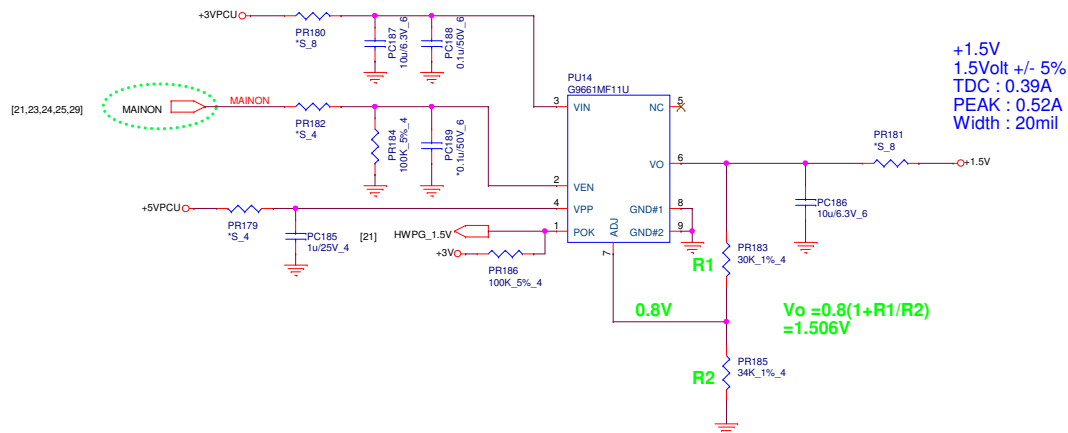 +3VPCU
PR180
*S_8
PC187
10u/6.3V_6
PC188
0.1u/50V_6
[21,23,24,25,29]
MAINON
MAINON
PR182
*S_4
PR184
100K_5%_4
PC189
*0.1u/50V_6
+5VPCU
PR179
*S_4
PC185
1u/25V_4
[21]
HWPG_1.5V
+3V
PR186
100K_5%_4
PU14
G9661MF11U
3
VIN
NC
5
VO
6
2
VEN
4
VPP
GND#1
8
1
POK
GND#2
9
ADJ
7
+1.5V
1.5Volt +/- 5%
TDC : 0.39A
PEAK : 0.52A
Width : 20mil
PR181
*S_8
+1.5V
PC186
10u/6.3V_6
R1
PR183
30K_1%_4
0.8V
Vo =0.8(1+R1/R2)
=1.506V
R2
PR185
34K_1%_4